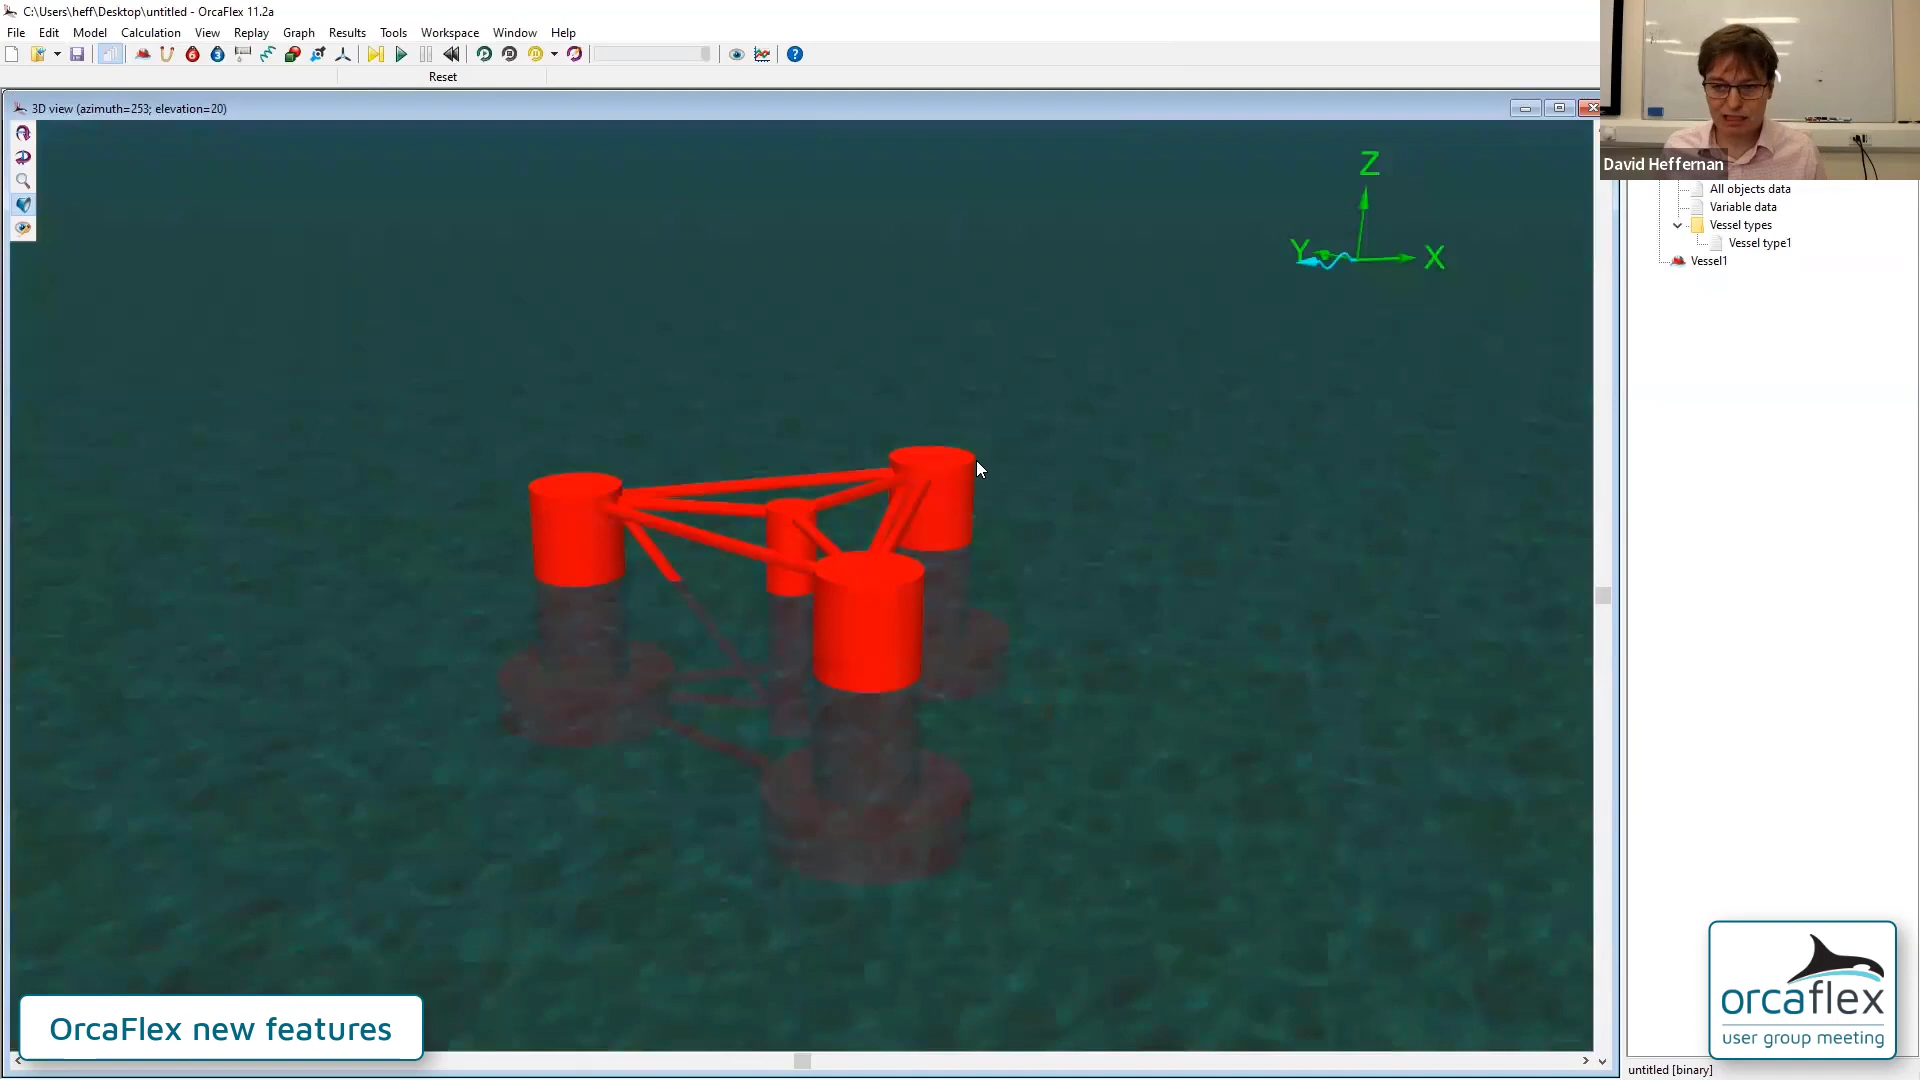 C:\Users\heff\Desktop\untitled - OrcaFlex 11.2a
File Edit Model Calculation View Replay Graph Results Tools Workspace Window Help
Reset
3D view (azimuth=253; elevation=20)
David Heffernan
Z
Y
X
All objects data
Variable data
Vessel types
Vessel type1
Vessel1
OrcaFlex new features
orcaflex
user group meeting
untitled [binary]